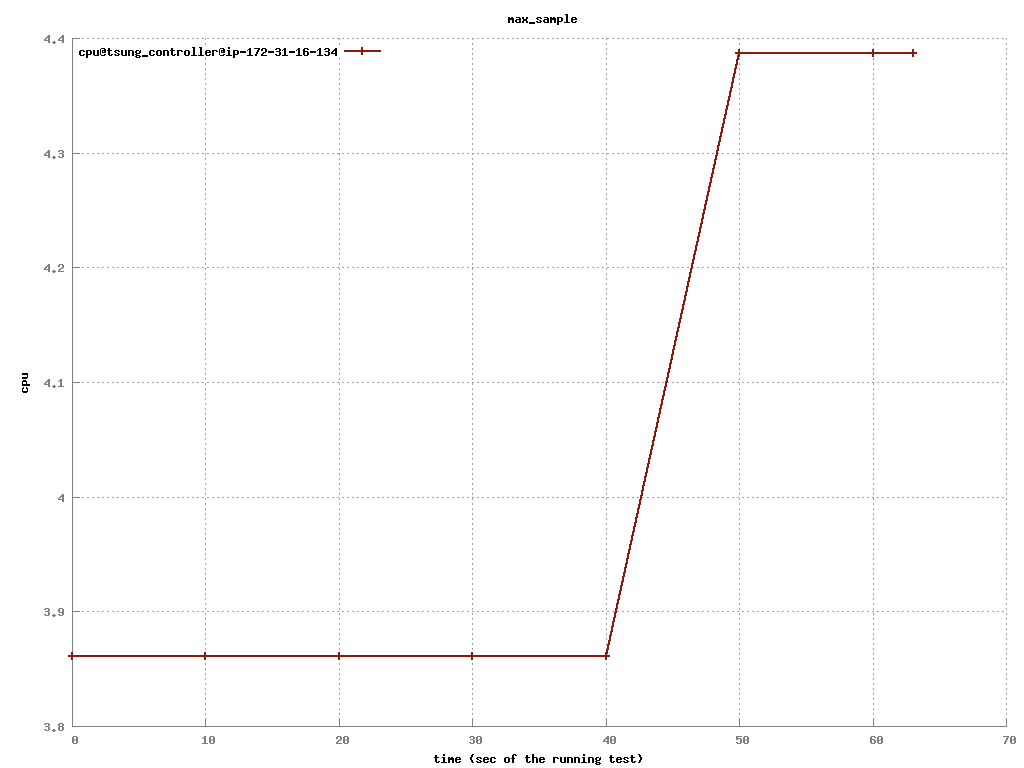 max_sample
cpu@tsung_controller@ip-172-31-16-134
4.4
4.3
4.2
4.1
4
3.9
3.8
cpu
0 10 20 30 40 50 60 70
time (sec of the running test)